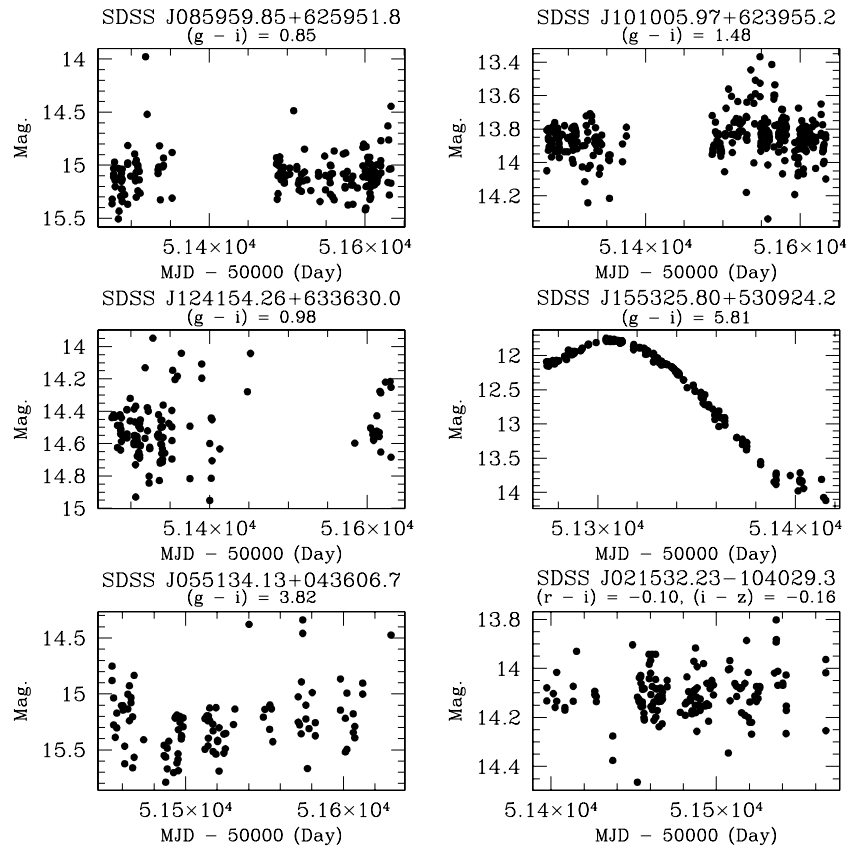 SDSS J085959.85+625951.8
(g − i) = 0.85
14
14.5
15
15.5
Mag.
5.14×10⁴
5.16×10⁴
MJD − 50000 (Day)
SDSS J101005.97+623955.2
(g − i) = 1.48
13.4
13.6
13.8
14
14.2
Mag.
5.14×10⁴
5.16×10⁴
MJD − 50000 (Day)
SDSS J124154.26+633630.0
(g − i) = 0.98
14
14.2
14.4
14.6
14.8
15
Mag.
5.14×10⁴
5.16×10⁴
MJD − 50000 (Day)
SDSS J155325.80+530924.2
(g − i) = 5.81
12
12.5
13
13.5
14
Mag.
5.13×10⁴
5.14×10⁴
MJD − 50000 (Day)
SDSS J055134.13+043606.7
(g − i) = 3.82
14.5
15
15.5
Mag.
5.15×10⁴
5.16×10⁴
MJD − 50000 (Day)
SDSS J021532.23−104029.3
(r − i) = −0.10, (i − z) = −0.16
13.8
14
14.2
14.4
Mag.
5.14×10⁴
5.15×10⁴
MJD − 50000 (Day)